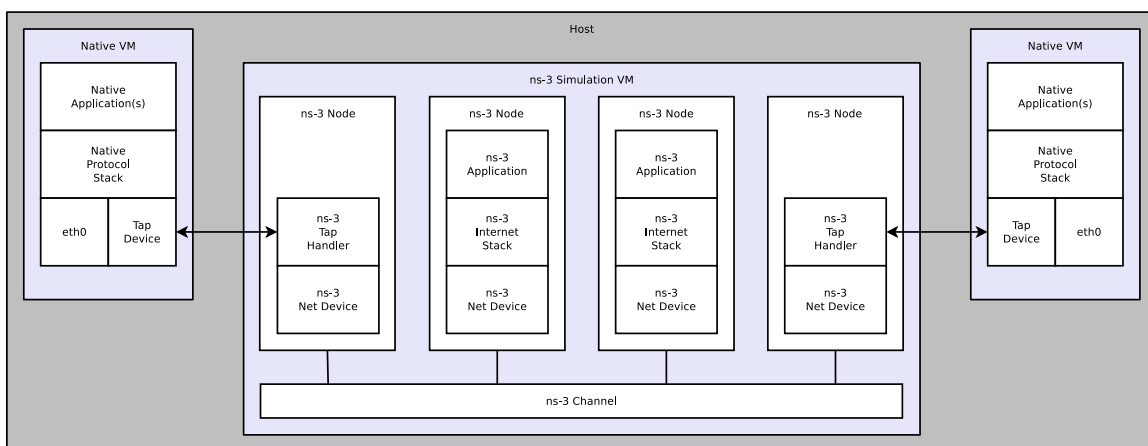 Host
Native VM
Native
Application(s)
Native
Protocol
Stack
eth0
Tap
Device
ns-3 Simulation VM
ns-3 Node
ns-3
Tap
Handler
ns-3
Net Device
ns-3 Node
ns-3
Application
ns-3
Internet
Stack
ns-3
Net Device
ns-3 Node
ns-3
Application
ns-3
Internet
Stack
ns-3
Net Device
ns-3 Node
ns-3
Tap
Handler
ns-3
Net Device
ns-3 Channel
Native VM
Native
Application(s)
Native
Protocol
Stack
Tap
Device
eth0